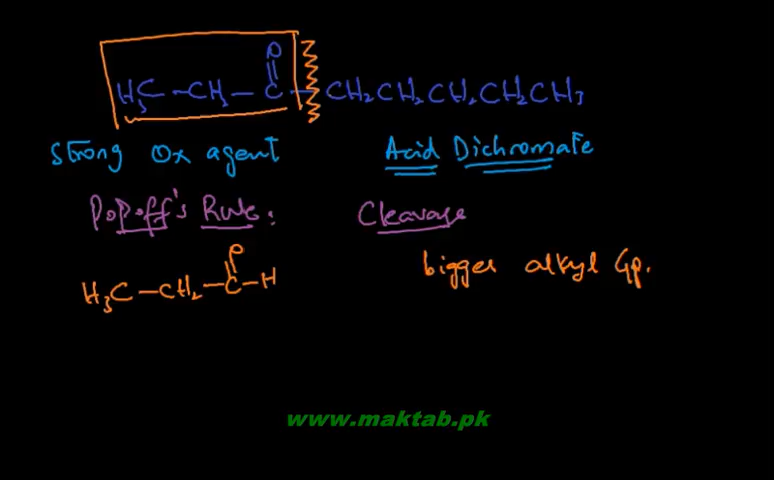 O
H₃C – CH₂ – C – CH₂CH₂CH₂CH₂CH₃
Strong Ox agent Acid Dichromate
Popoff's Rule: Cleavage
O
H₃C – CH₂ – C – H bigger alkyl Gp.
www.maktab.pk